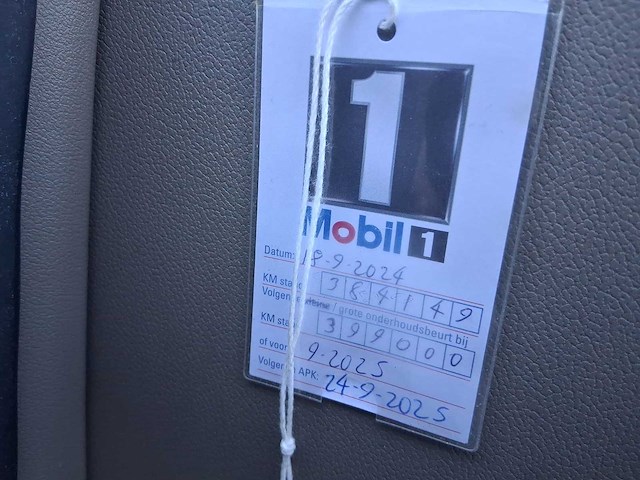 1
Mobil 1
Datum: 18-9-2024
KM stand 384149
Volgende / grote onderhoudsbeurt bij
KM stand 399000
of voor 9-2025
Volgende APK: 24-9-2025